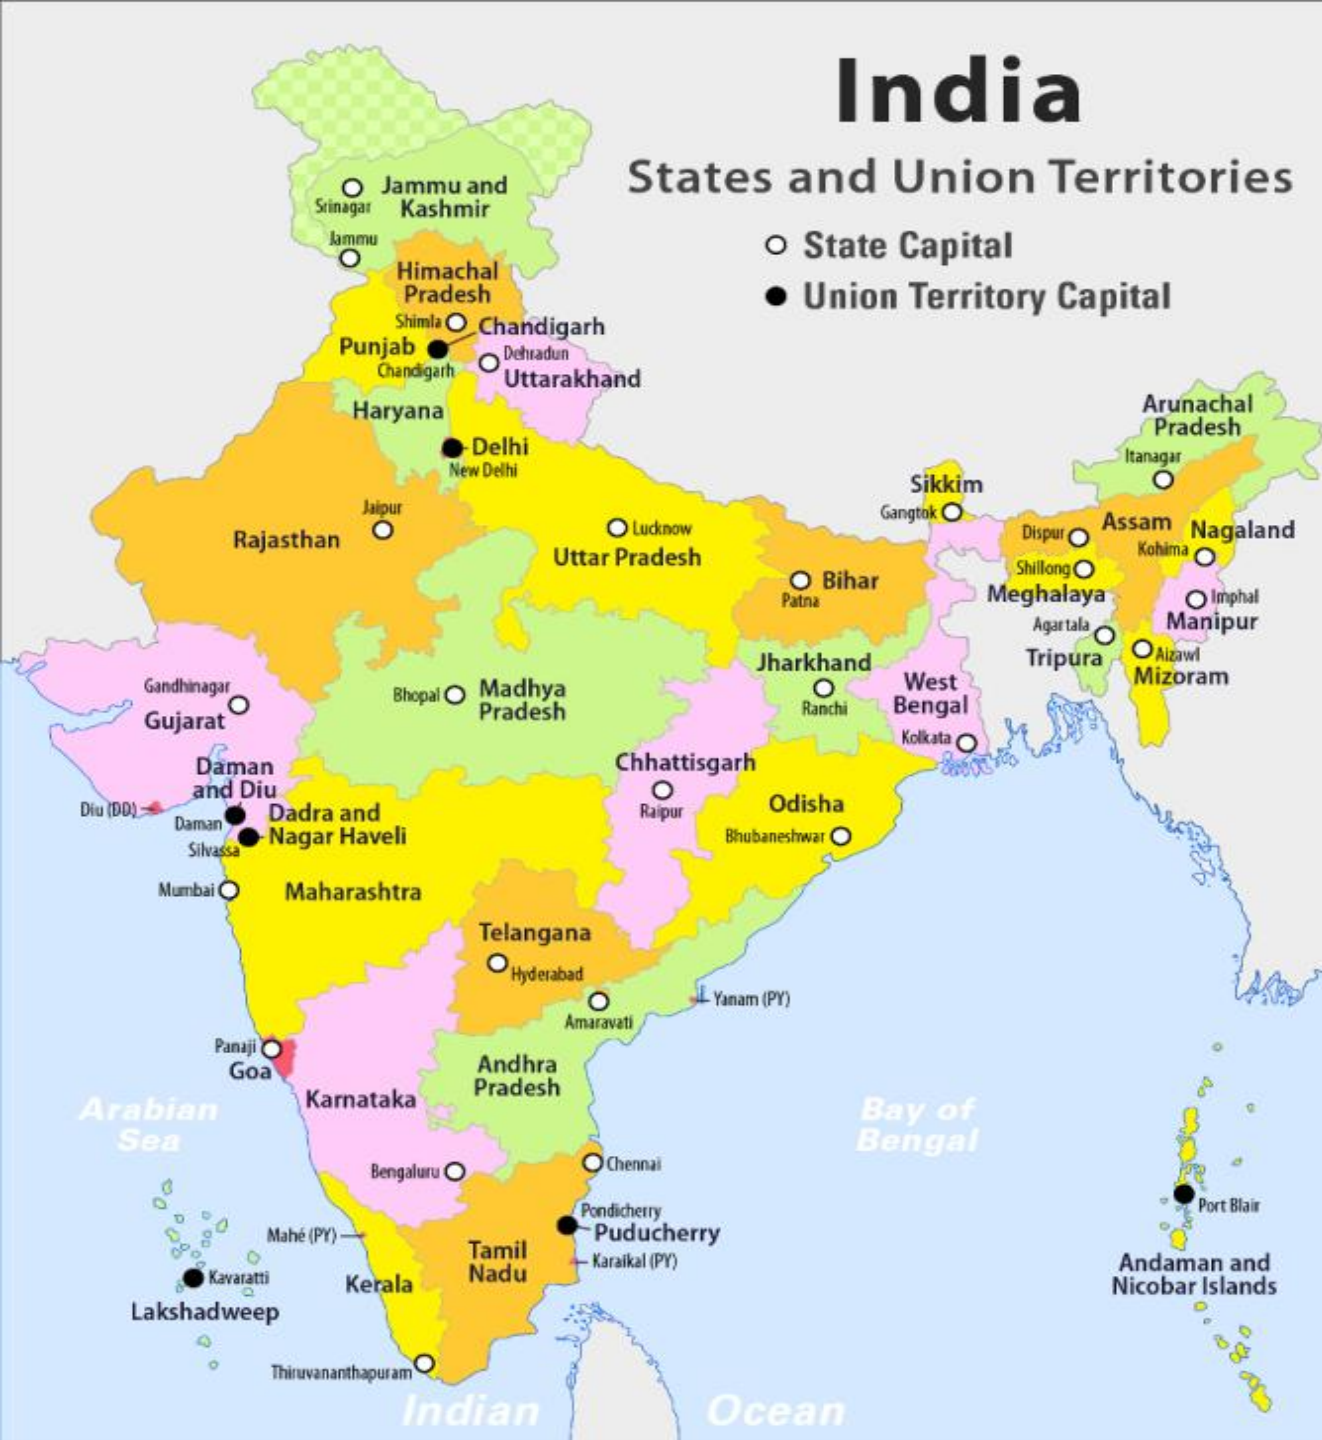 India
States and Union Territories
State Capital
Union Territory Capital
Jammu and
Kashmir
Srinagar
Jammu
Himachal
Pradesh
Shimla
Chandigarh
Punjab
Chandigarh
Dehradun
Uttarakhand
Haryana
Delhi
New Delhi
Arunachal
Pradesh
Itanagar
Sikkim
Gangtok
Jaipur
Rajasthan
Lucknow
Uttar Pradesh
Dispur
Assam
Nagaland
Kohima
Bihar
Patna
Shillong
Meghalaya
Imphal
Manipur
Agartala
Tripura
Aizawl
Mizoram
Gandhinagar
Gujarat
Bhopal
Madhya
Pradesh
Jharkhand
Ranchi
West
Bengal
Kolkata
Daman
and Diu
Diu (DD)
Daman
Dadra and
Nagar Haveli
Silvassa
Chhattisgarh
Raipur
Odisha
Bhubaneshwar
Mumbai
Maharashtra
Telangana
Hyderabad
Yanam (PY)
Amaravati
Panaji
Goa
Andhra
Pradesh
Karnataka
Arabian
Sea
Bay of
Bengal
Bengaluru
Chennai
Pondicherry
Puducherry
Port Blair
Mahé (PY)
Karaikal (PY)
Tamil
Nadu
Kerala
Andaman and
Nicobar Islands
Kavaratti
Lakshadweep
Thiruvananthapuram
Indian Ocean